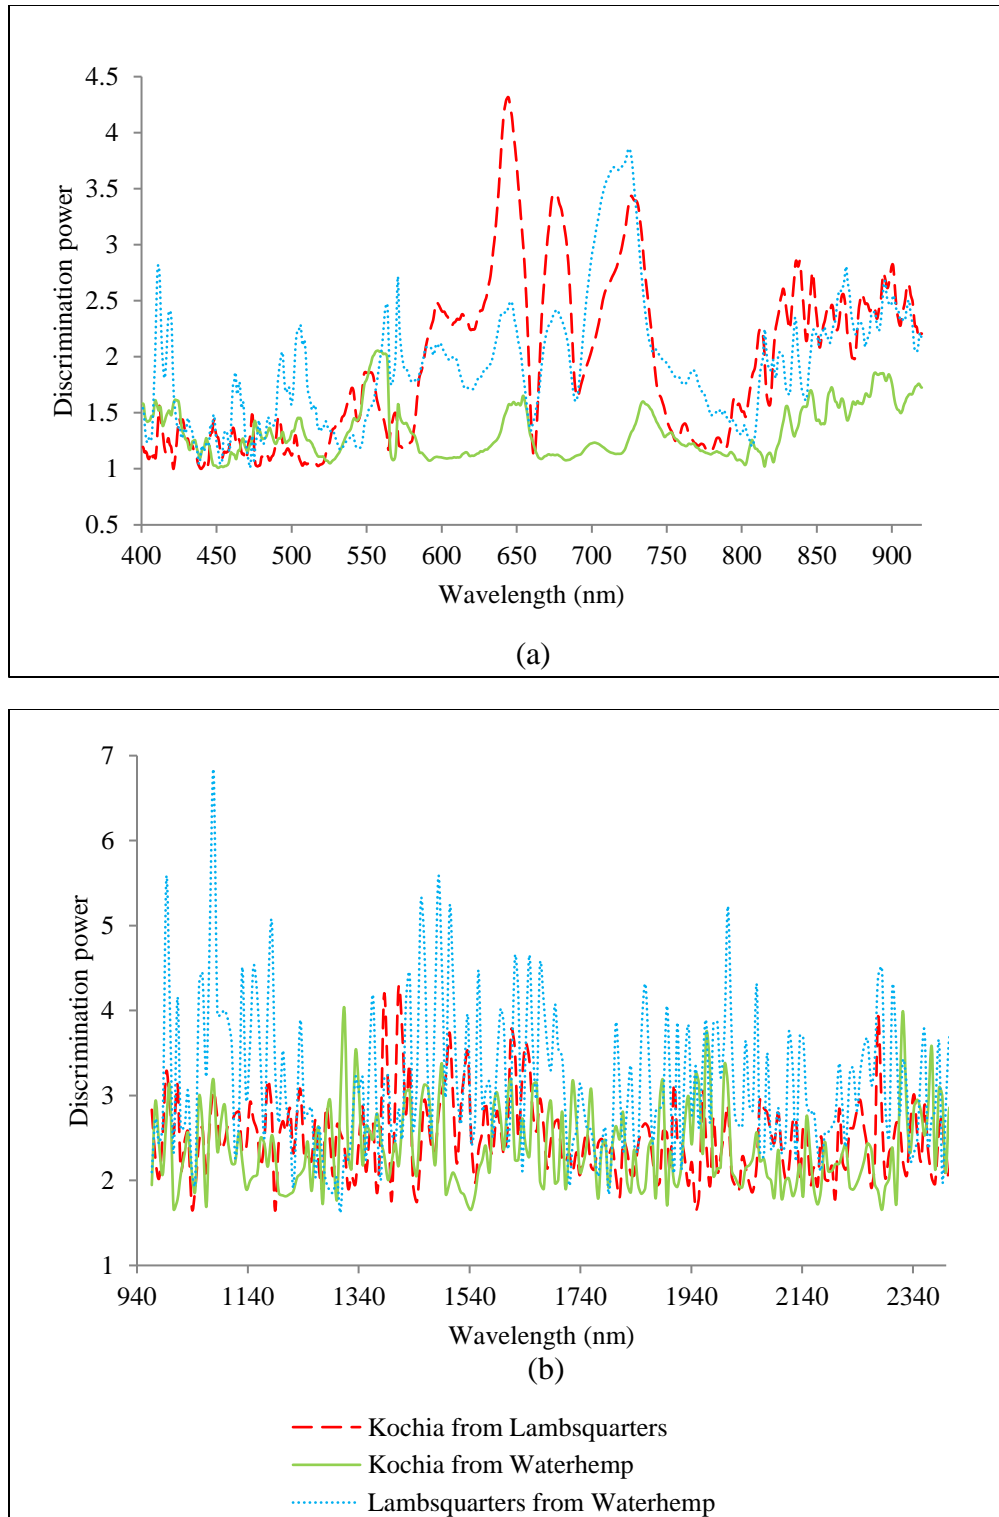 4.5
4
3.5
3
2.5
2
1.5
1
0.5
Discrimination power
400 450 500 550 600 650 700 750 800 850 900
Wavelength (nm)
(a)
7
6
5
4
3
2
1
Discrimination power
940 1140 1340 1540 1740 1940 2140 2340
Wavelength (nm)
(b)
Kochia from Lambsquarters
Kochia from Waterhemp
Lambsquarters from Waterhemp